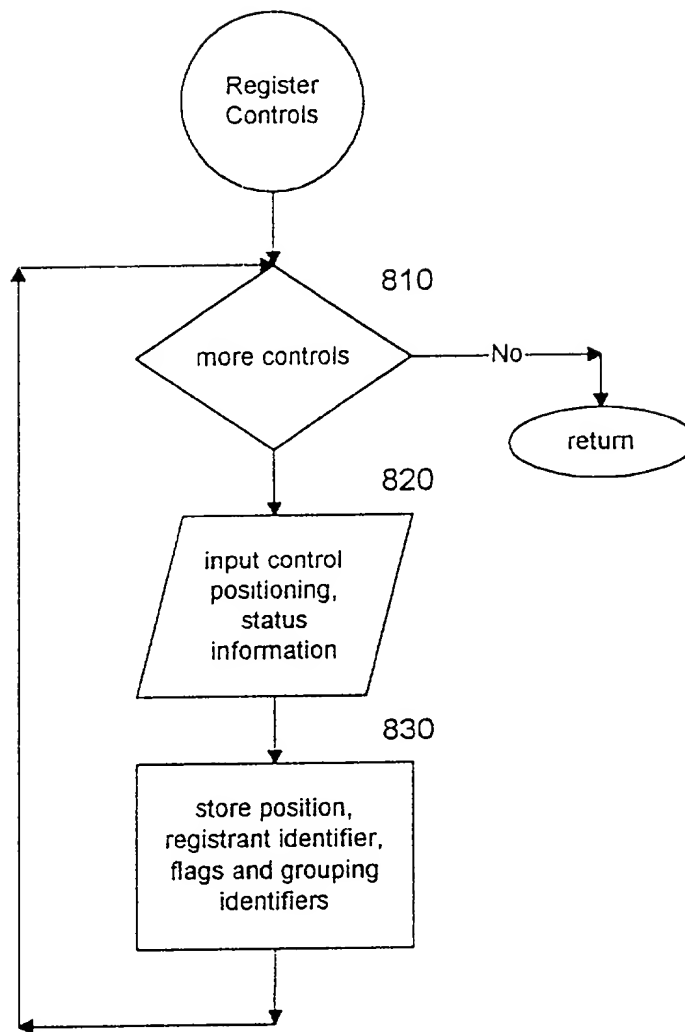 Register
Controls
810
more controls
No
return
820
input control
positioning,
status
information
830
store position,
registrant identifier,
flags and grouping
identifiers